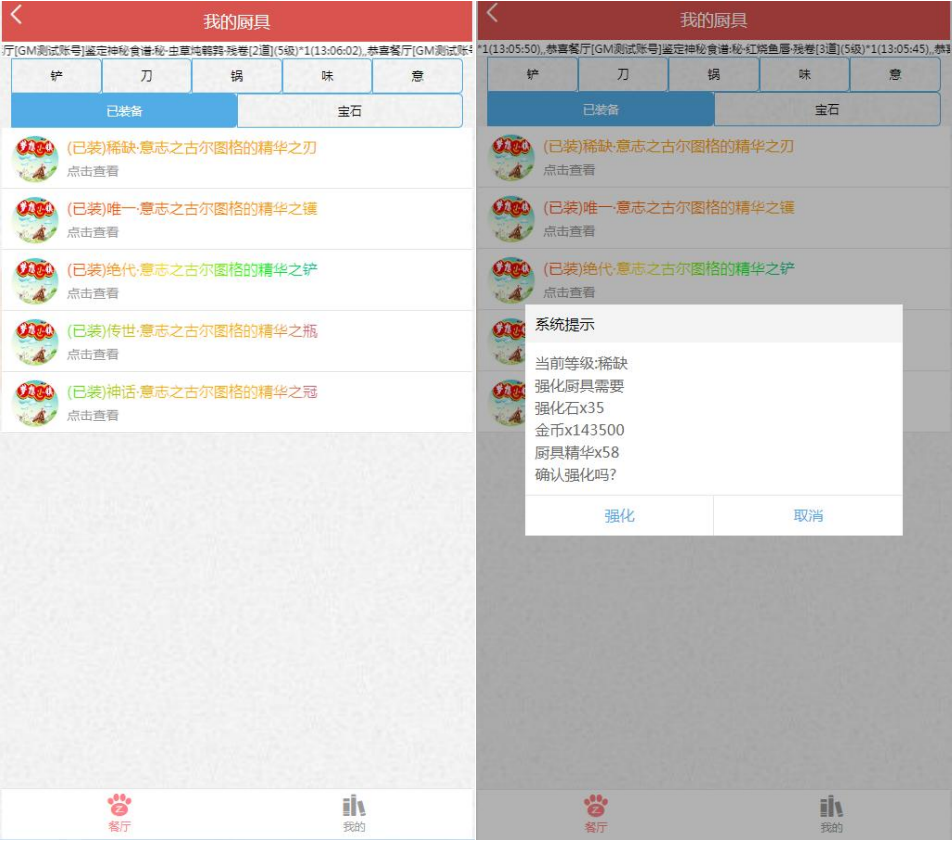 我的厨具
厅[GM测试账号]鉴定神秘食谱:秘-虫草炖鹌鹑·残卷[2道](5级)*1(13:06:02),,恭喜餐厅[GM测试账号
铲 刀 锅 味 意
已装备 宝石
(已装)稀缺·意志之古尔图格的精华之刃
点击查看
(已装)唯一·意志之古尔图格的精华之镬
点击查看
(已装)绝代·意志之古尔图格的精华之铲
点击查看
(已装)传世·意志之古尔图格的精华之瓶
点击查看
(已装)神话·意志之古尔图格的精华之冠
点击查看
餐厅 我的
我的厨具
*1(13:05:50),,恭喜餐厅[GM测试账号]鉴定神秘食谱:秘-红烧鱼唇·残卷[3道](5级)*1(13:05:45),,恭喜
铲 刀 锅 味 意
已装备 宝石
(已装)稀缺·意志之古尔图格的精华之刃
点击查看
(已装)唯一·意志之古尔图格的精华之镬
点击查看
(已装)绝代·意志之古尔图格的精华之铲
点击查看
系统提示
当前等级:稀缺
强化厨具需要
强化石x35
金币x143500
厨具精华x58
确认强化吗?
强化 取消
餐厅 我的